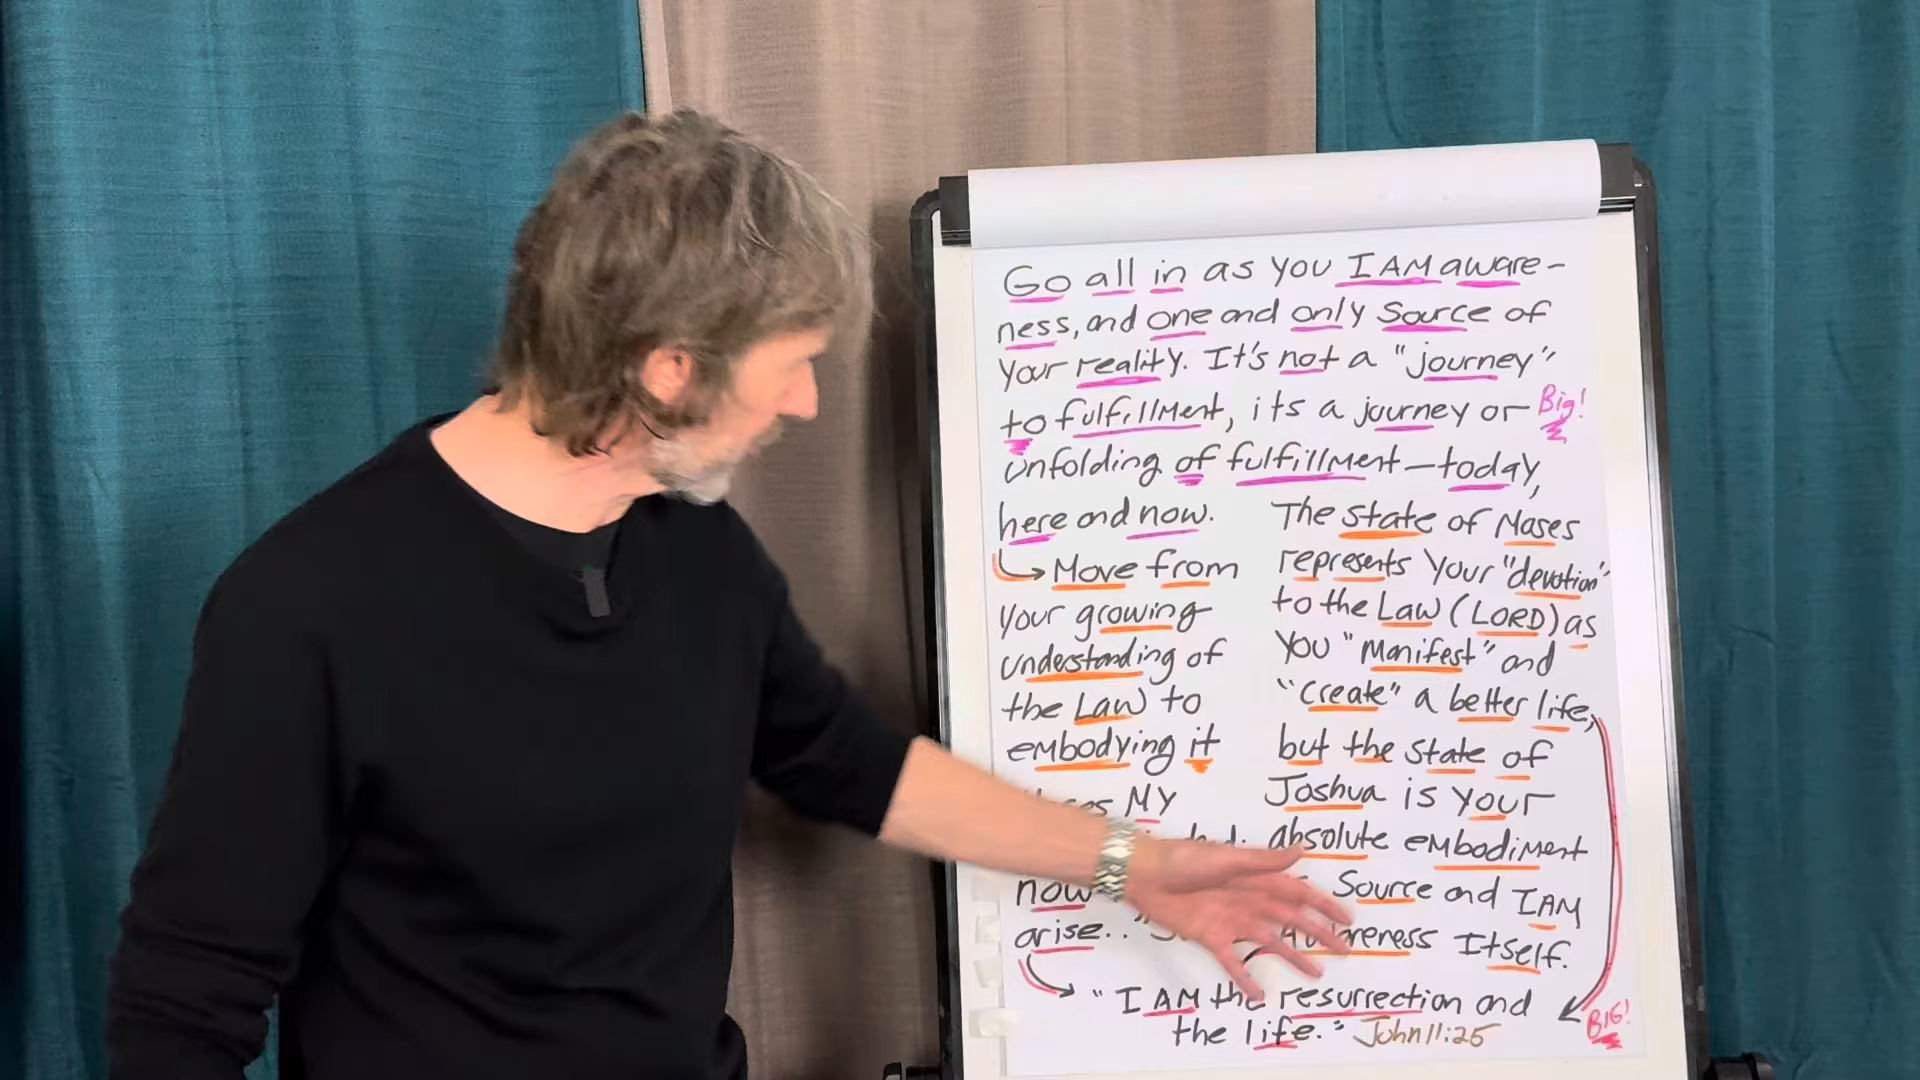 Go all in as you I AM aware-
ness, and one and only Source of
your reality. It's not a "journey"
to fulfillment, its a journey or
Big!
unfolding of fulfillment — today,
here and now.
Move from
your growing
understanding of
the Law to
embodying it
MY
now
arise.."
The state of Moses
represents your "devotion"
to the Law (LORD) as
you "manifest" and
"create" a better life,
but the state of
Joshua is your
absolute embodiment
Source and I AM
Awareness Itself.
"I AM the resurrection and
the life." John 11:25
BIG!